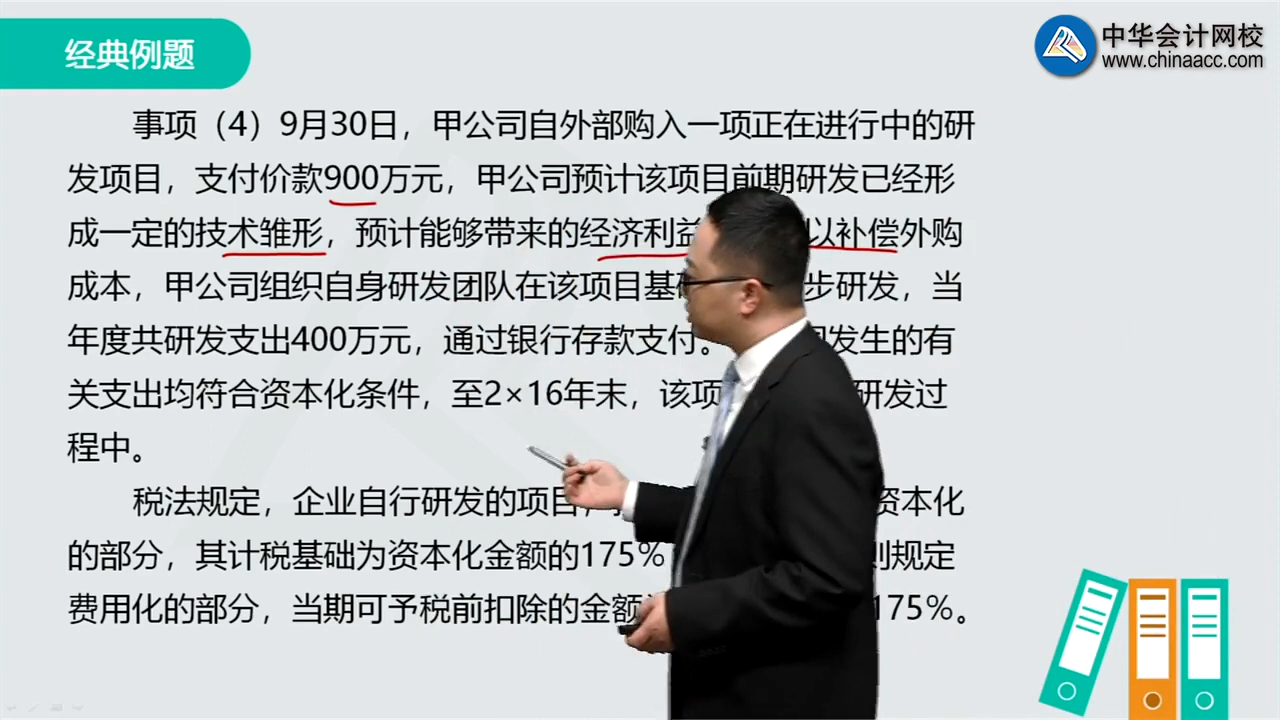 经典例题
中华会计网校
www.chinaacc.com
事项（4）9月30日，甲公司自外部购入一项正在进行中的研
发项目，支付价款900万元，甲公司预计该项目前期研发已经形
成一定的技术雏形，预计能够带来的经济利益 以补偿外购
成本，甲公司组织自身研发团队在该项目基 步研发，当
年度共研发支出400万元，通过银行存款支付。 发生的有
关支出均符合资本化条件，至2×16年末，该项 研发过
程中。
税法规定，企业自行研发的项目， 资本化
的部分，其计税基础为资本化金额的175% 则规定
费用化的部分，当期可予税前扣除的金额 175%。